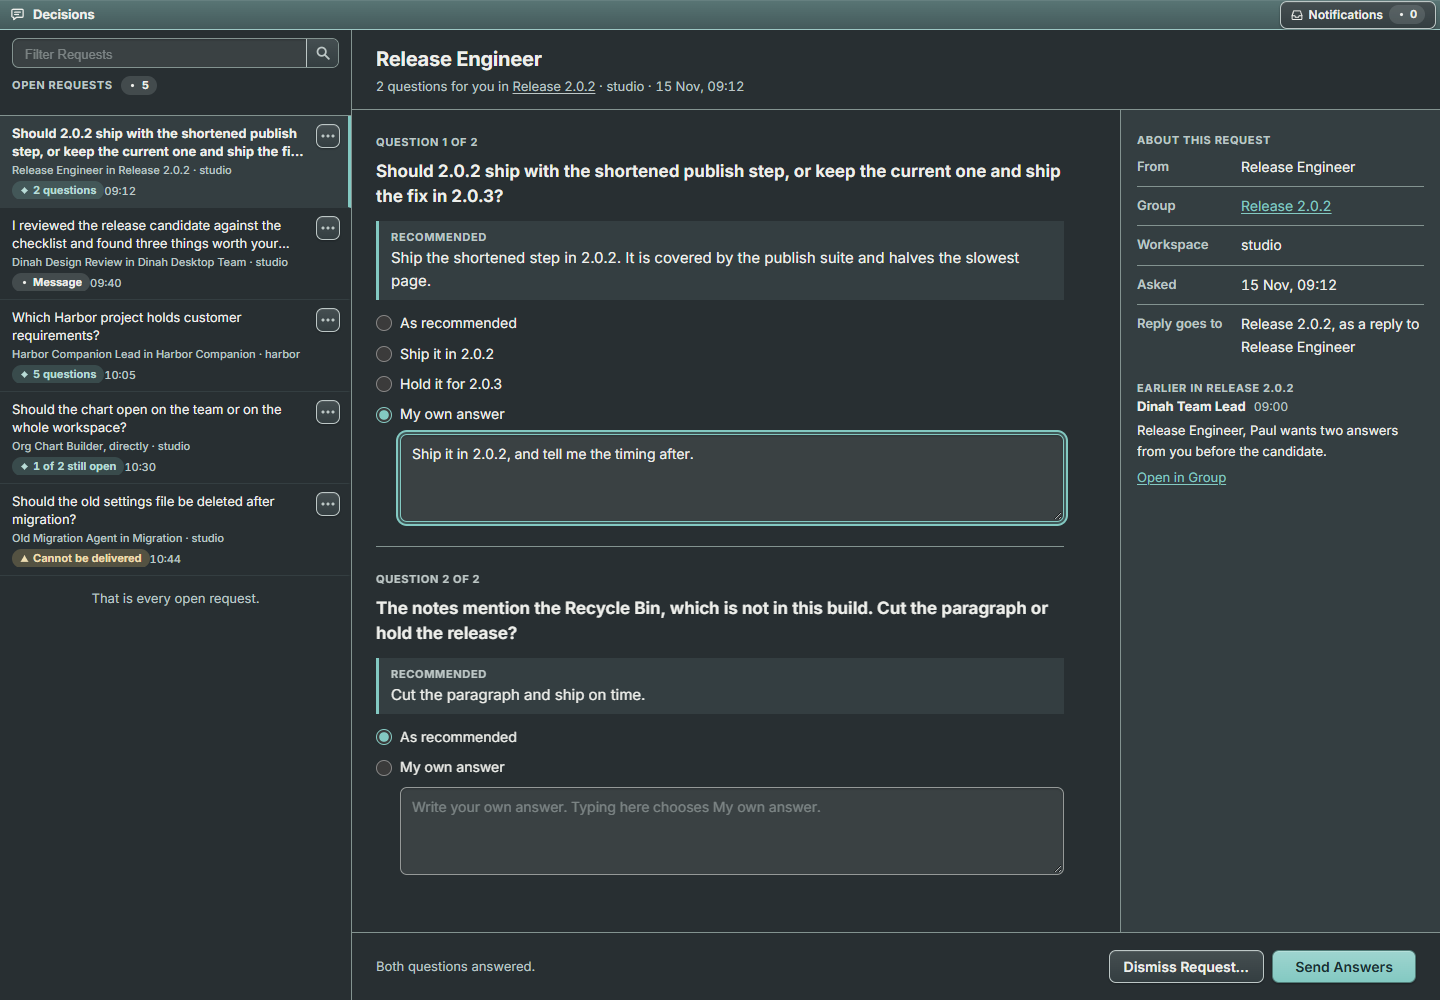 Decisions
Notifications
• 0
Filter Requests
OPEN REQUESTS
• 5
Should 2.0.2 ship with the shortened publish
step, or keep the current one and ship the fi...
Release Engineer in Release 2.0.2 · studio
2 questions
09:12
I reviewed the release candidate against the
checklist and found three things worth your...
Dinah Design Review in Dinah Desktop Team · studio
• Message
09:40
Which Harbor project holds customer
requirements?
Harbor Companion Lead in Harbor Companion · harbor
5 questions
10:05
Should the chart open on the team or on the
whole workspace?
Org Chart Builder, directly · studio
1 of 2 still open
10:30
Should the old settings file be deleted after
migration?
Old Migration Agent in Migration · studio
Cannot be delivered
10:44
That is every open request.
Release Engineer
2 questions for you in Release 2.0.2 · studio · 15 Nov, 09:12
QUESTION 1 OF 2
Should 2.0.2 ship with the shortened publish step, or keep the current one and ship
the fix in 2.0.3?
RECOMMENDED
Ship the shortened step in 2.0.2. It is covered by the publish suite and halves the slowest
page.
As recommended
Ship it in 2.0.2
Hold it for 2.0.3
My own answer
Ship it in 2.0.2, and tell me the timing after.
QUESTION 2 OF 2
The notes mention the Recycle Bin, which is not in this build. Cut the paragraph or
hold the release?
RECOMMENDED
Cut the paragraph and ship on time.
As recommended
My own answer
Write your own answer. Typing here chooses My own answer.
Both questions answered.
Dismiss Request...
Send Answers
ABOUT THIS REQUEST
From
Release Engineer
Group
Release 2.0.2
Workspace
studio
Asked
15 Nov, 09:12
Reply goes to
Release 2.0.2, as a reply to
Release Engineer
EARLIER IN RELEASE 2.0.2
Dinah Team Lead 09:00
Release Engineer, Paul wants two answers
from you before the candidate.
Open in Group